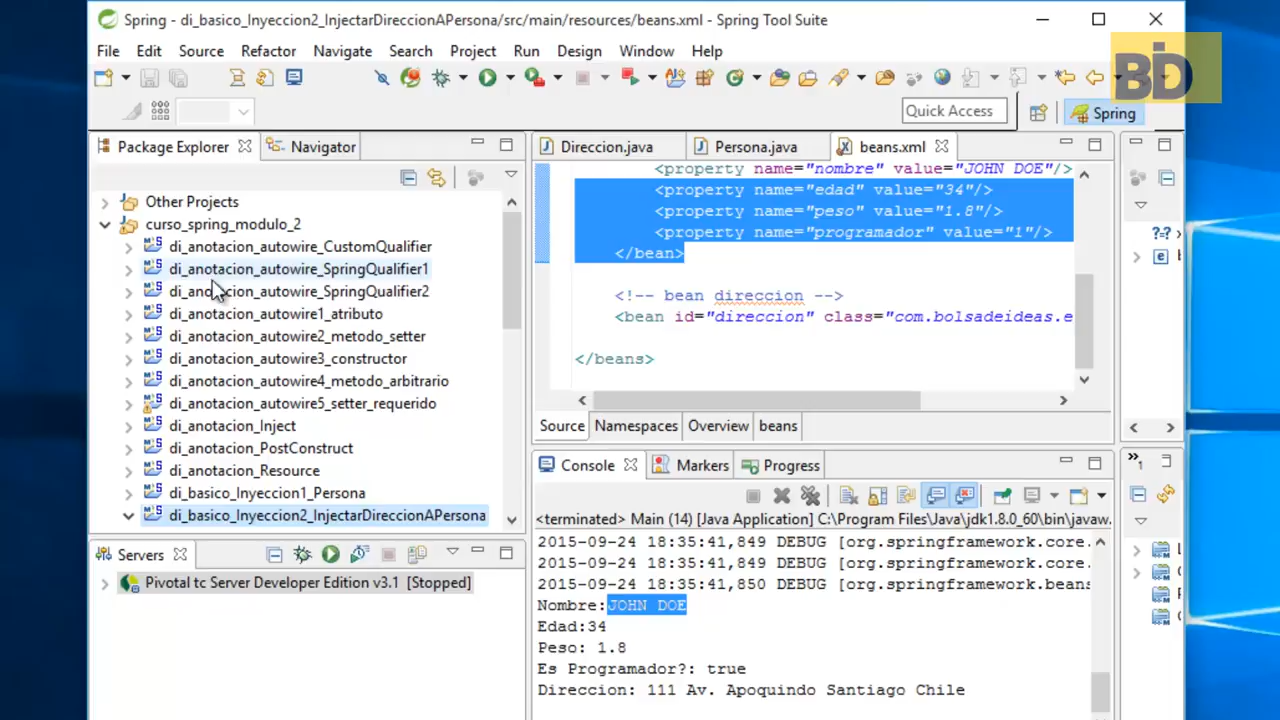 Spring - di_basico_Inyeccion2_InjectarDireccionAPersona/src/main/resources/beans.xml - Spring Tool Suite
File Edit Source Refactor Navigate Search Project Run Design Window Help
BID
Quick Access
Spring
Package Explorer
Navigator
Direccion.java
Persona.java
beans.xml
Other Projects
curso_spring_modulo_2
di_anotacion_autowire_CustomQualifier
di_anotacion_autowire_SpringQualifier1
di_anotacion_autowire_SpringQualifier2
di_anotacion_autowire1_atributo
di_anotacion_autowire2_metodo_setter
di_anotacion_autowire3_constructor
di_anotacion_autowire4_metodo_arbitrario
di_anotacion_autowire5_setter_requerido
di_anotacion_Inject
di_anotacion_PostConstruct
di_anotacion_Resource
di_basico_Inyeccion1_Persona
di_basico_Inyeccion2_InjectarDireccionAPersona
<property name="nombre" value="JOHN DOE"/>
<property name="edad" value="34"/>
<property name="peso" value="1.8"/>
<property name="programador" value="1"/>
</bean>
<!-- bean direccion -->
<bean id="direccion" class="com.bolsadeideas.e
</beans>
Source Namespaces Overview beans
Servers
Pivotal tc Server Developer Edition v3.1 [Stopped]
Console Markers Progress
<terminated> Main (14) [Java Application] C:\Program Files\Java\jdk1.8.0_60\bin\javaw.
2015-09-24 18:35:41,849 DEBUG [org.springframework.core.
2015-09-24 18:35:41,849 DEBUG [org.springframework.core.
2015-09-24 18:35:41,850 DEBUG [org.springframework.beans
Nombre:JOHN DOE
Edad:34
Peso: 1.8
Es Programador?: true
Direccion: 111 Av. Apoquindo Santiago Chile